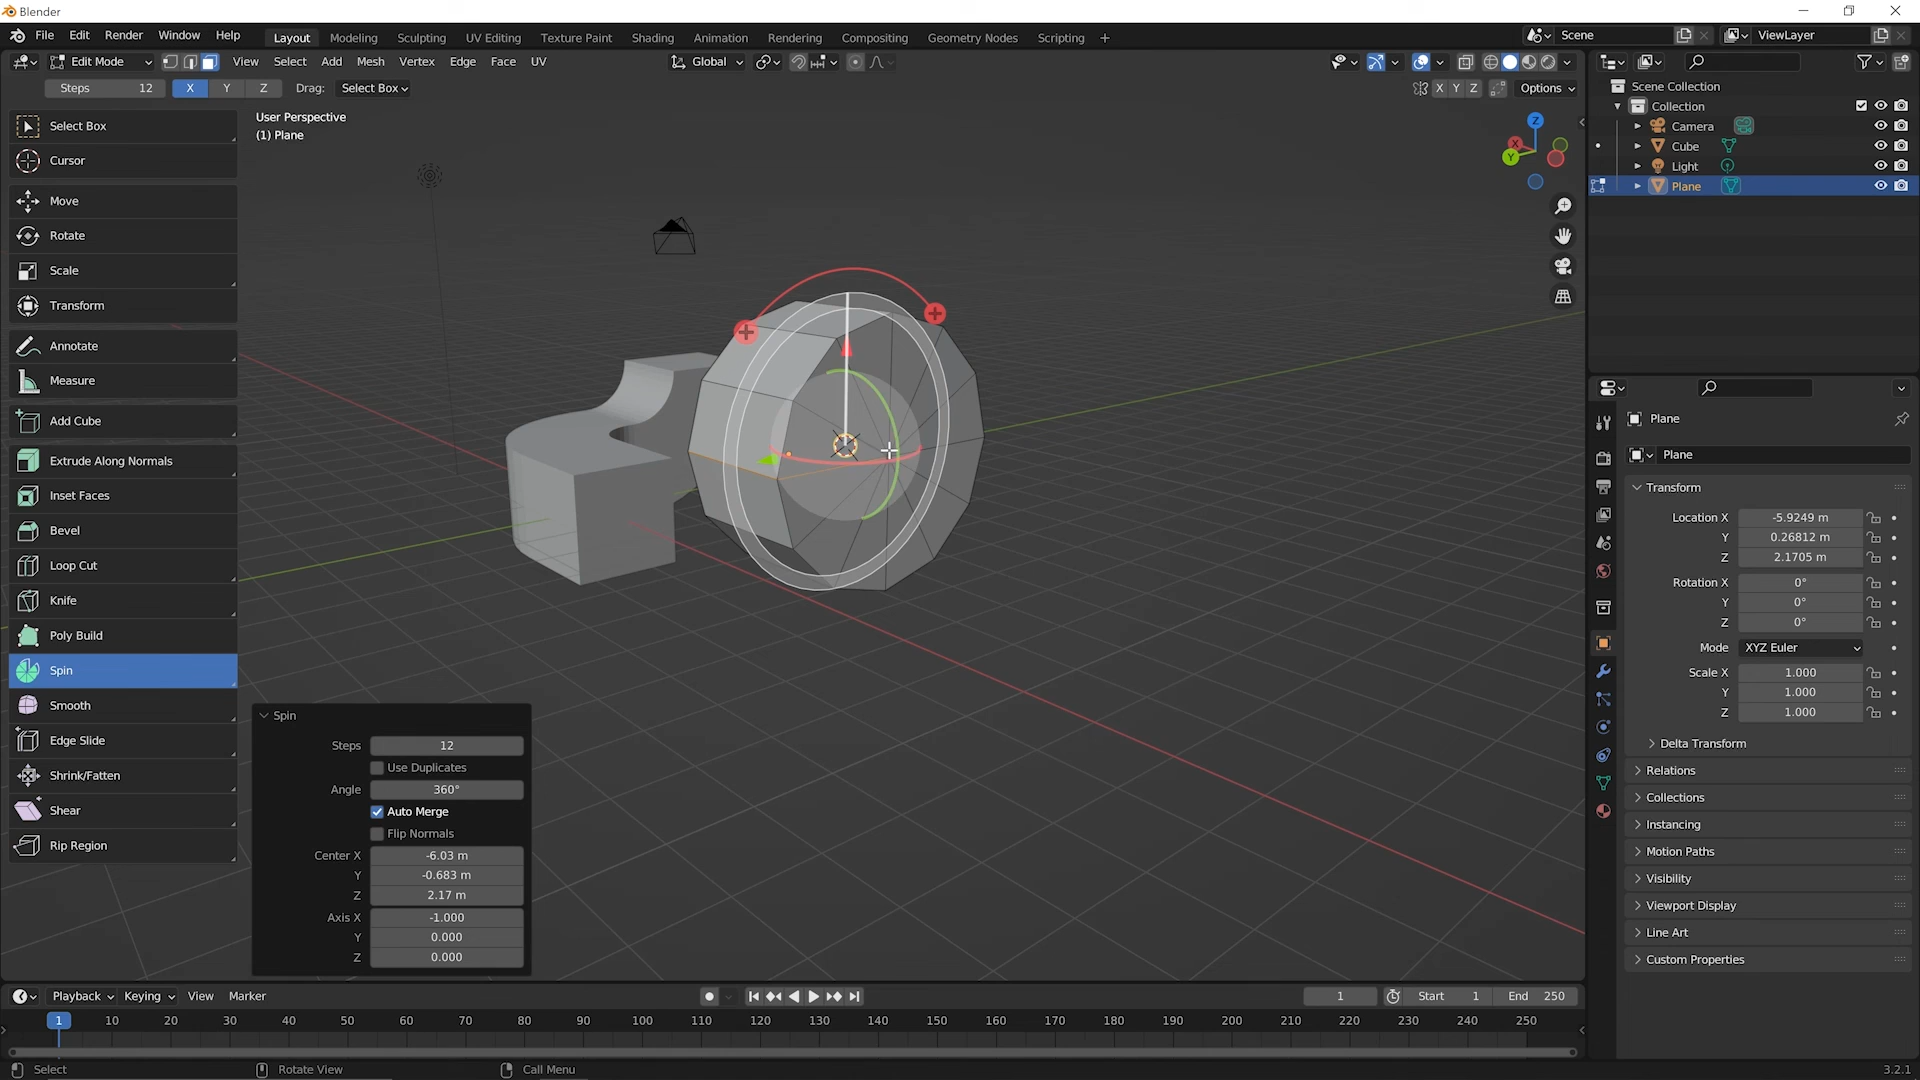 Blender
File Edit Render Window Help Layout Modeling Sculpting UV Editing Texture Paint Shading Animation Rendering Compositing Geometry Nodes Scripting + Scene ViewLayer
Edit Mode View Select Add Mesh Vertex Edge Face UV Global
Steps 12 X Y Z Drag: Select Box X Y Z Options
User Perspective
(1) Plane
Z
X
Y
Select Box
Cursor
Move
Rotate
Scale
Transform
Annotate
Measure
Add Cube
Extrude Along Normals
Inset Faces
Bevel
Loop Cut
Knife
Poly Build
Spin
Smooth
Edge Slide
Shrink/Fatten
Shear
Rip Region
Spin
Steps 12
Use Duplicates
Angle 360°
Auto Merge
Flip Normals
Center X -6.03 m
Y -0.683 m
Z 2.17 m
Axis X -1.000
Y 0.000
Z 0.000
Scene Collection
Collection
Camera
Cube
Light
Plane
Plane
Plane
Transform
Location X -5.9249 m
Y 0.26812 m
Z 2.1705 m
Rotation X 0°
Y 0°
Z 0°
Mode XYZ Euler
Scale X 1.000
Y 1.000
Z 1.000
Delta Transform
Relations
Collections
Instancing
Motion Paths
Visibility
Viewport Display
Line Art
Custom Properties
Playback Keying View Marker 1 Start 1 End 250
1 10 20 30 40 50 60 70 80 90 100 110 120 130 140 150 160 170 180 190 200 210 220 230 240 250
Select Rotate View Call Menu 3.2.1